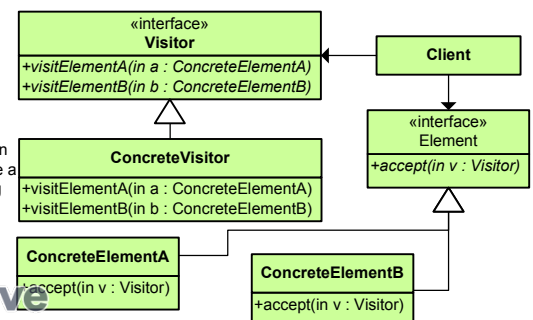 «interface»
Visitor
+visitElementA(in a : ConcreteElementA)
+visitElementB(in b : ConcreteElementB)
Client
«interface»
Element
+accept(in v : Visitor)
ConcreteVisitor
+visitElementA(in a : ConcreteElementA)
+visitElementB(in b : ConcreteElementB)
ConcreteElementA
+accept(in v : Visitor)
ConcreteElementB
+accept(in v : Visitor)